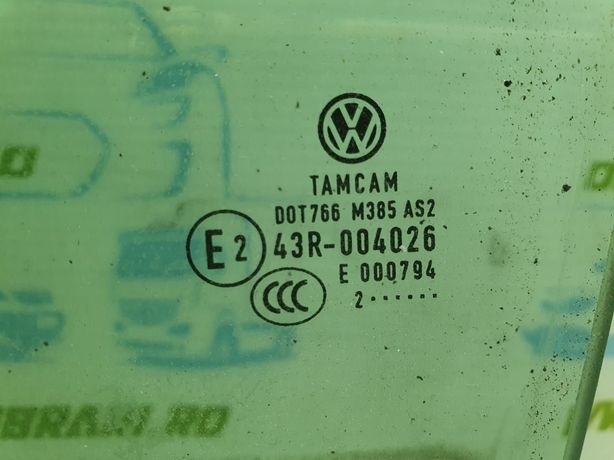 TAMCAM
DOT766 M385 AS2
E2 43R-004026
E 000794
CCC
2 ······